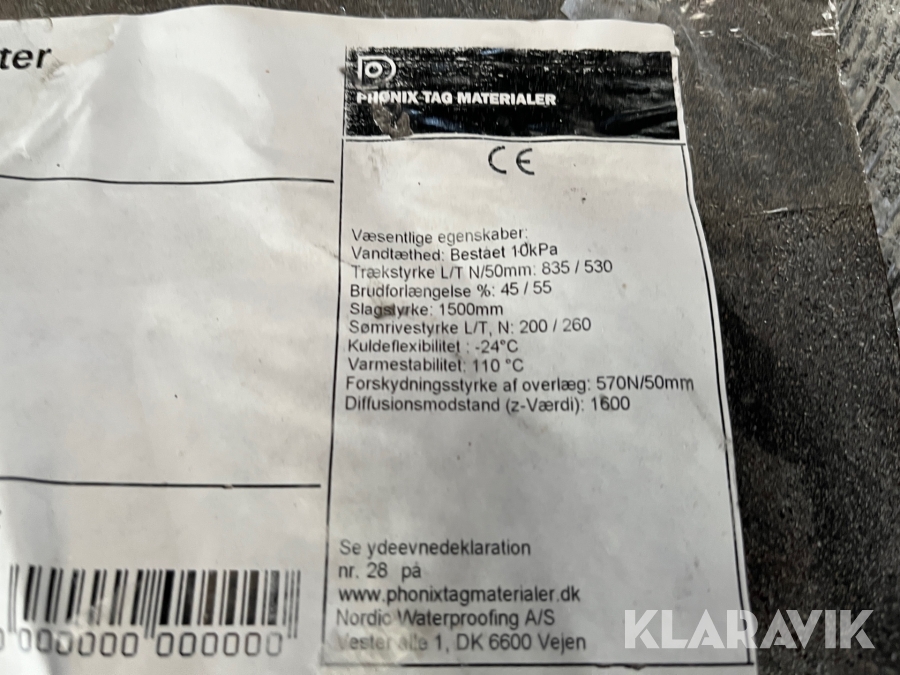 ter
PHØNIX TAG MATERIALER
CE
Væsentlige egenskaber:
Vandtæthed: Bestået 10kPa
Trækstyrke L/T N/50mm: 835 / 530
Brudforlængelse %: 45 / 55
Slagstyrke: 1500mm
Sømrivestyrke L/T, N: 200 / 260
Kuldeflexibilitet : -24°C
Varmestabilitet: 110 °C
Forskydningsstyrke af overlæg: 570N/50mm
Diffusionsmodstand (z-Værdi): 1600
Se ydeevnedeklaration
nr. 28 på
www.phonixtagmaterialer.dk
Nordic Waterproofing A/S
Vester alle 1, DK 6600 Vejen
000000 000000
KLARAVIK